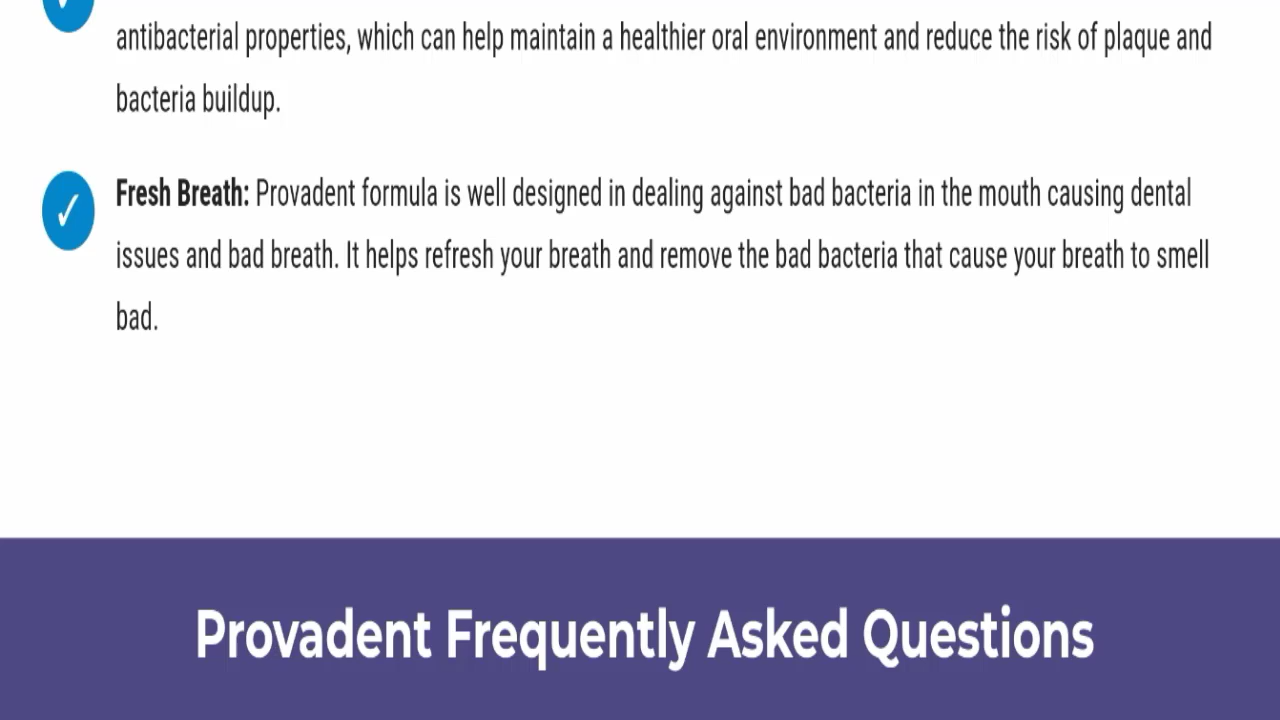 antibacterial properties, which can help maintain a healthier oral environment and reduce the risk of plaque and
bacteria buildup.
✓ Fresh Breath: Provadent formula is well designed in dealing against bad bacteria in the mouth causing dental
issues and bad breath. It helps refresh your breath and remove the bad bacteria that cause your breath to smell
bad.
Provadent Frequently Asked Questions